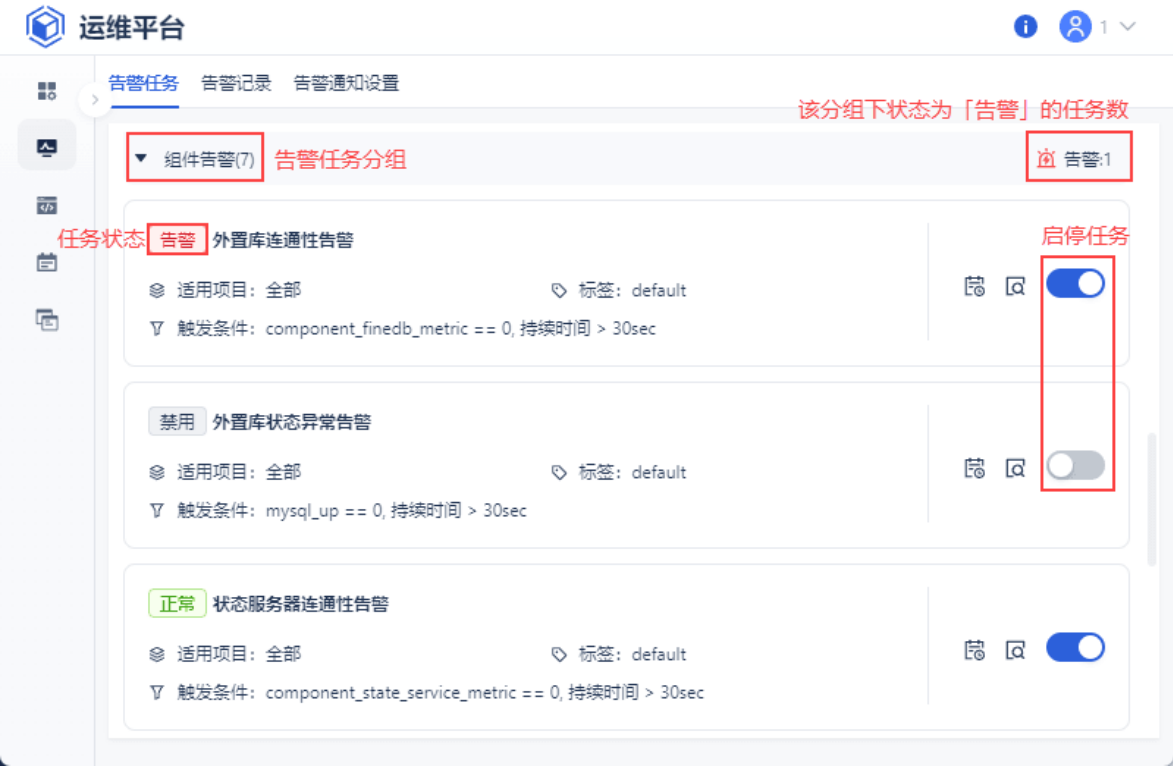 运维平台
1
告警任务 告警记录 告警通知设置
该分组下状态为「告警」的任务数
组件告警(7) 告警任务分组 告警:1
启停任务
任务状态 告警 外置库连通性告警
适用项目：全部 标签：default
触发条件：component_finedb_metric == 0, 持续时间 > 30sec
禁用 外置库状态异常告警
适用项目：全部 标签：default
触发条件：mysql_up == 0, 持续时间 > 30sec
正常 状态服务器连通性告警
适用项目：全部 标签：default
触发条件：component_state_service_metric == 0, 持续时间 > 30sec